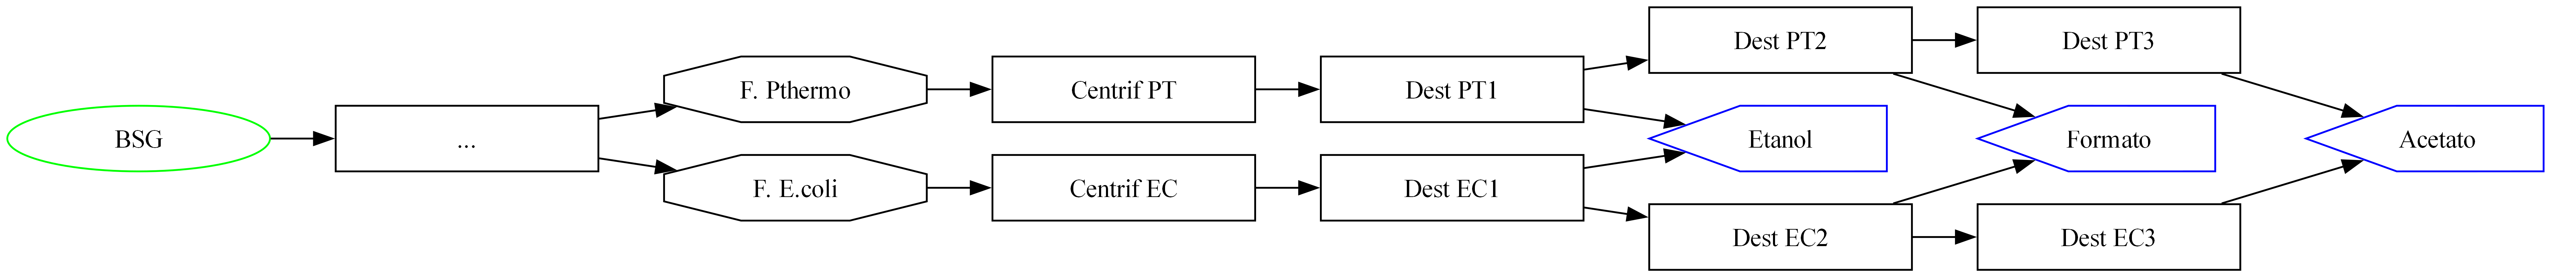 BSG
...
F. Pthermo
F. E.coli
Centrif PT
Centrif EC
Dest PT1
Dest EC1
Dest PT2
Etanol
Dest EC2
Dest PT3
Formato
Dest EC3
Acetato